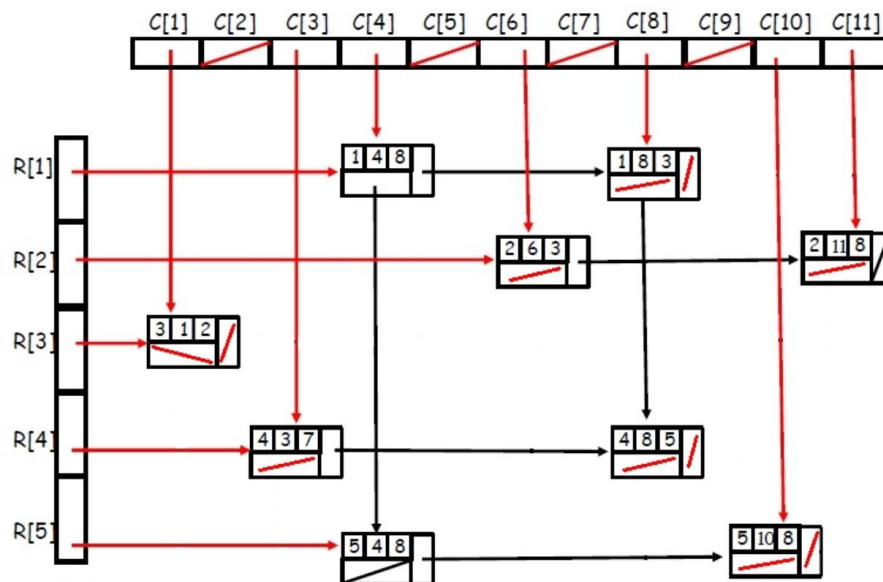 C[1] C[2] C[3] C[4] C[5] C[6] C[7] C[8] C[9] C[10] C[11]
R[1] 1 4 8 1 8 3
R[2] 2 6 3 2 11 8
R[3] 3 1 2
R[4] 4 3 7 4 8 5
R[5] 5 4 8 5 10 8